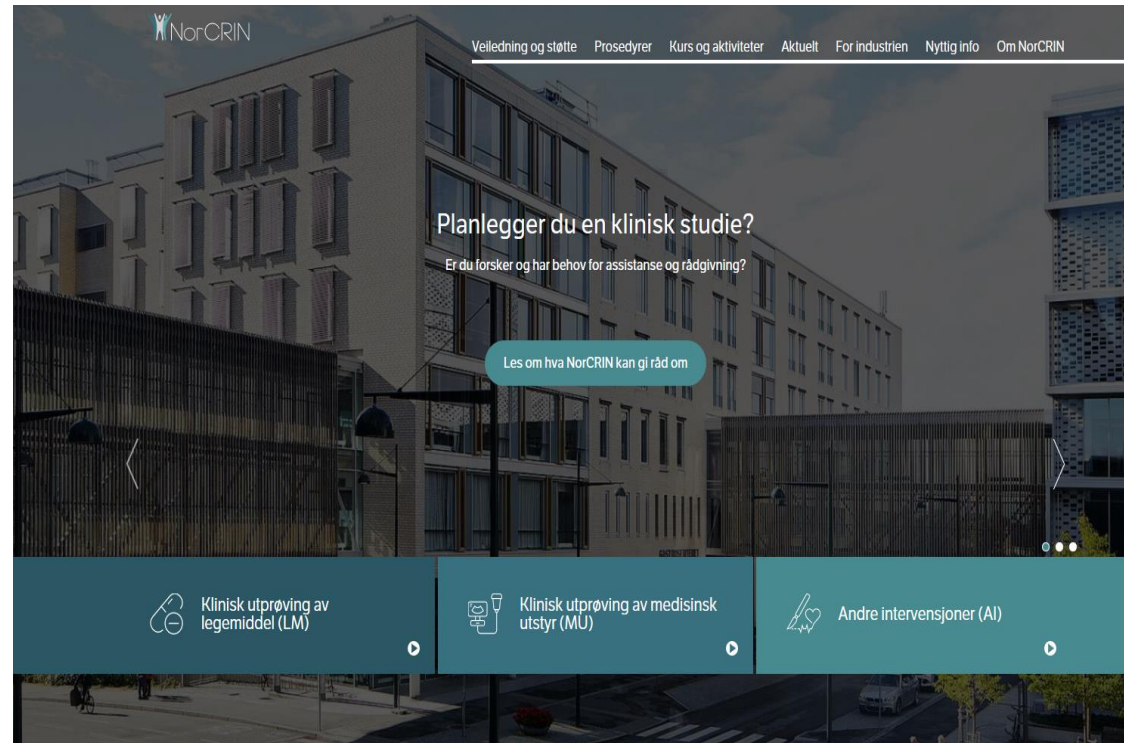 NorCRIN
Veiledning og støtte Prosedyrer Kurs og aktiviteter Aktuelt For industrien Nyttig info Om NorCRIN
Planlegger du en klinisk studie?
Er du forsker og har behov for assistanse og rådgivning?
Les om hva NorCRIN kan gi råd om
Klinisk utprøving av
legemiddel (LM)
Klinisk utprøving av medisinsk
utstyr (MU)
Andre intervensjoner (AI)